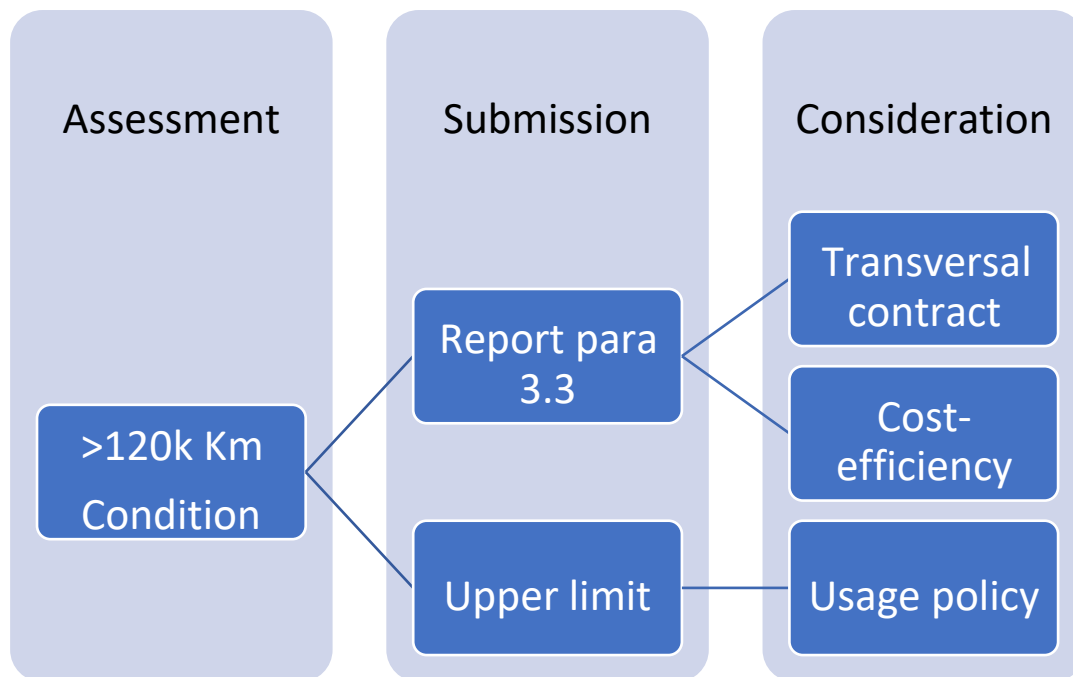 Assessment
>120k Km
Condition
Submission
Report para
3.3
Upper limit
Consideration
Transversal
contract
Cost-
efficiency
Usage policy